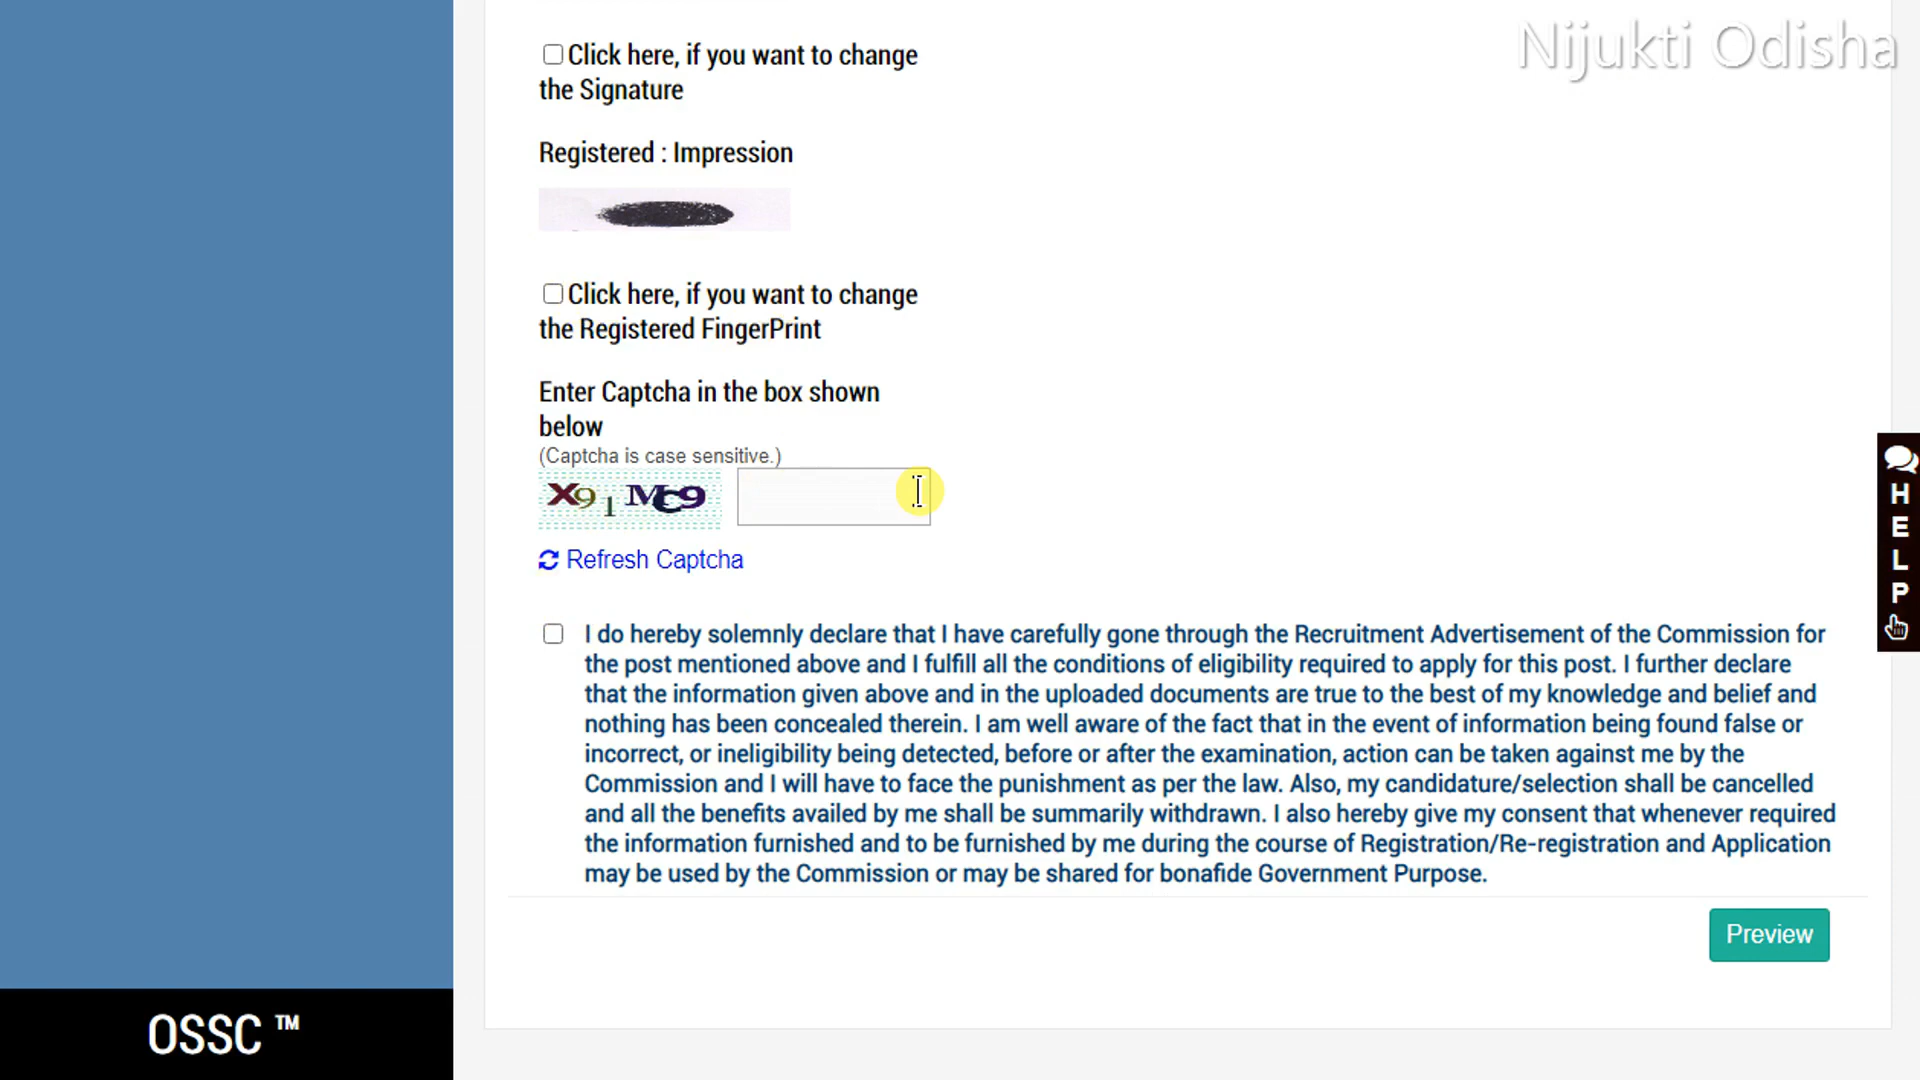 Nijukti Odisha
Click here, if you want to change
the Signature
Registered : Impression
Click here, if you want to change
the Registered FingerPrint
Enter Captcha in the box shown
below
(Captcha is case sensitive.)
X91Mc9
Refresh Captcha
I do hereby solemnly declare that I have carefully gone through the Recruitment Advertisement of the Commission for
the post mentioned above and I fulfill all the conditions of eligibility required to apply for this post. I further declare
that the information given above and in the uploaded documents are true to the best of my knowledge and belief and
nothing has been concealed therein. I am well aware of the fact that in the event of information being found false or
incorrect, or ineligibility being detected, before or after the examination, action can be taken against me by the
Commission and I will have to face the punishment as per the law. Also, my candidature/selection shall be cancelled
and all the benefits availed by me shall be summarily withdrawn. I also hereby give my consent that whenever required
the information furnished and to be furnished by me during the course of Registration/Re-registration and Application
may be used by the Commission or may be shared for bonafide Government Purpose.
Preview
HELP
OSSC ™